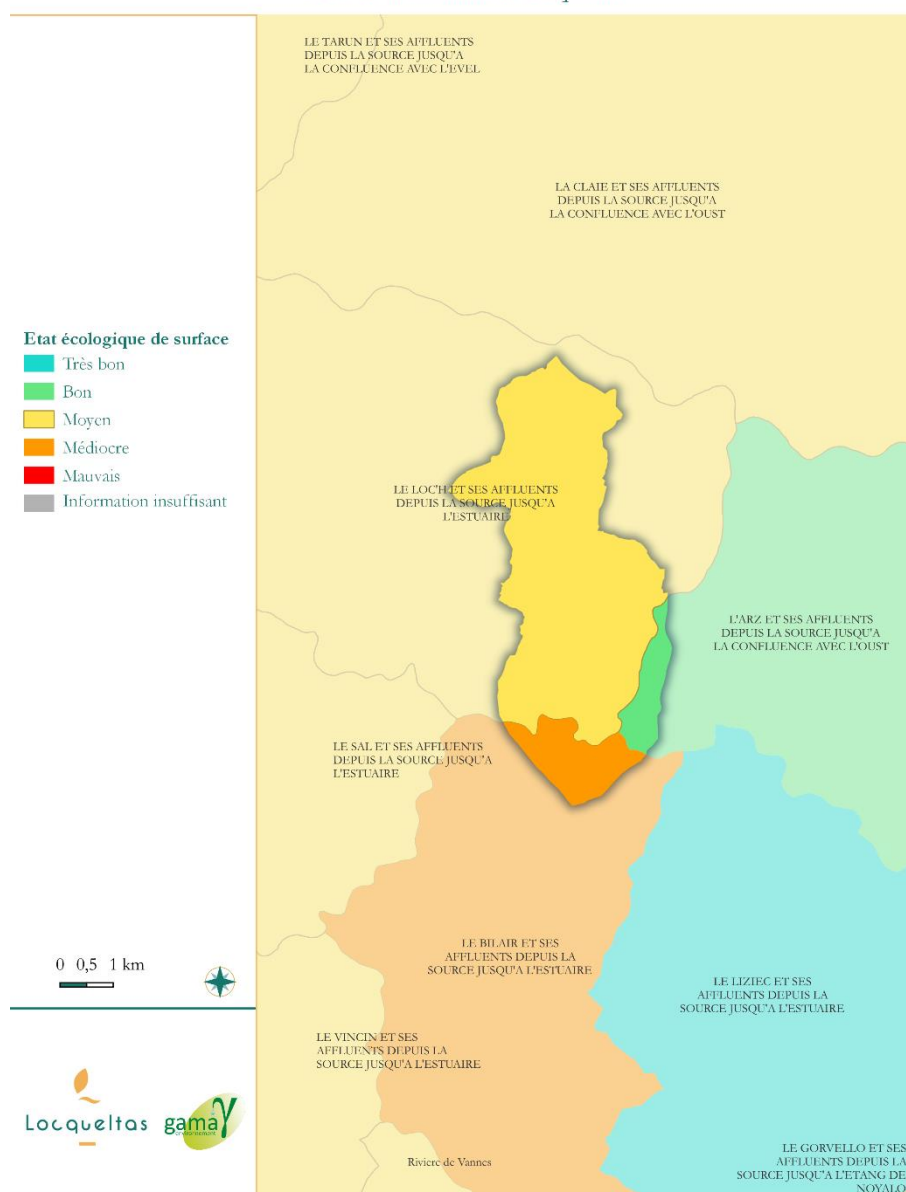 LE TARUN ET SES AFFLUENTS
DEPUIS LA SOURCE JUSQU'A
LA CONFLUENCE AVEC L'EVEL
LA CLAIE ET SES AFFLUENTS
DEPUIS LA SOURCE JUSQU'A
LA CONFLUENCE AVEC L'OUST
Etat écologique de surface
Très bon
Bon
Moyen
Médiocre
Mauvais
Information insuffisant
LE LOC'H ET SES AFFLUENTS
DEPUIS LA SOURCE JUSQU'A
L'ESTUAIRE
L'ARZ ET SES AFFLUENTS
DEPUIS LA SOURCE JUSQU'A
LA CONFLUENCE AVEC L'OUST
LE SAL ET SES AFFLUENTS
DEPUIS LA SOURCE JUSQU'A
L'ESTUAIRE
LE BILAIR ET SES
AFFLUENTS DEPUIS LA
SOURCE JUSQU'A L'ESTUAIRE
LE LIZIEC ET SES
AFFLUENTS DEPUIS LA
SOURCE JUSQU'A L'ESTUAIRE
0 0,5 1 km
LE VINCIN ET SES
AFFLUENTS DEPUIS LA
SOURCE JUSQU'A L'ESTUAIRE
Locqueltas
gama
environnement
Riviere de Vannes
LE GORVELLO ET SES
AFFLUENTS DEPUIS LA
SOURCE JUSQU'A L'ETANG DE
NOYALO